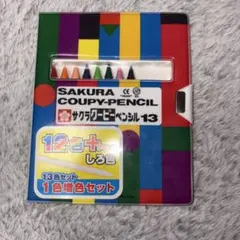 SAKURA
COUPY-PENCIL
サクラクーピーペンシル13
12色+
しろ色
13色セット
1色増色セット